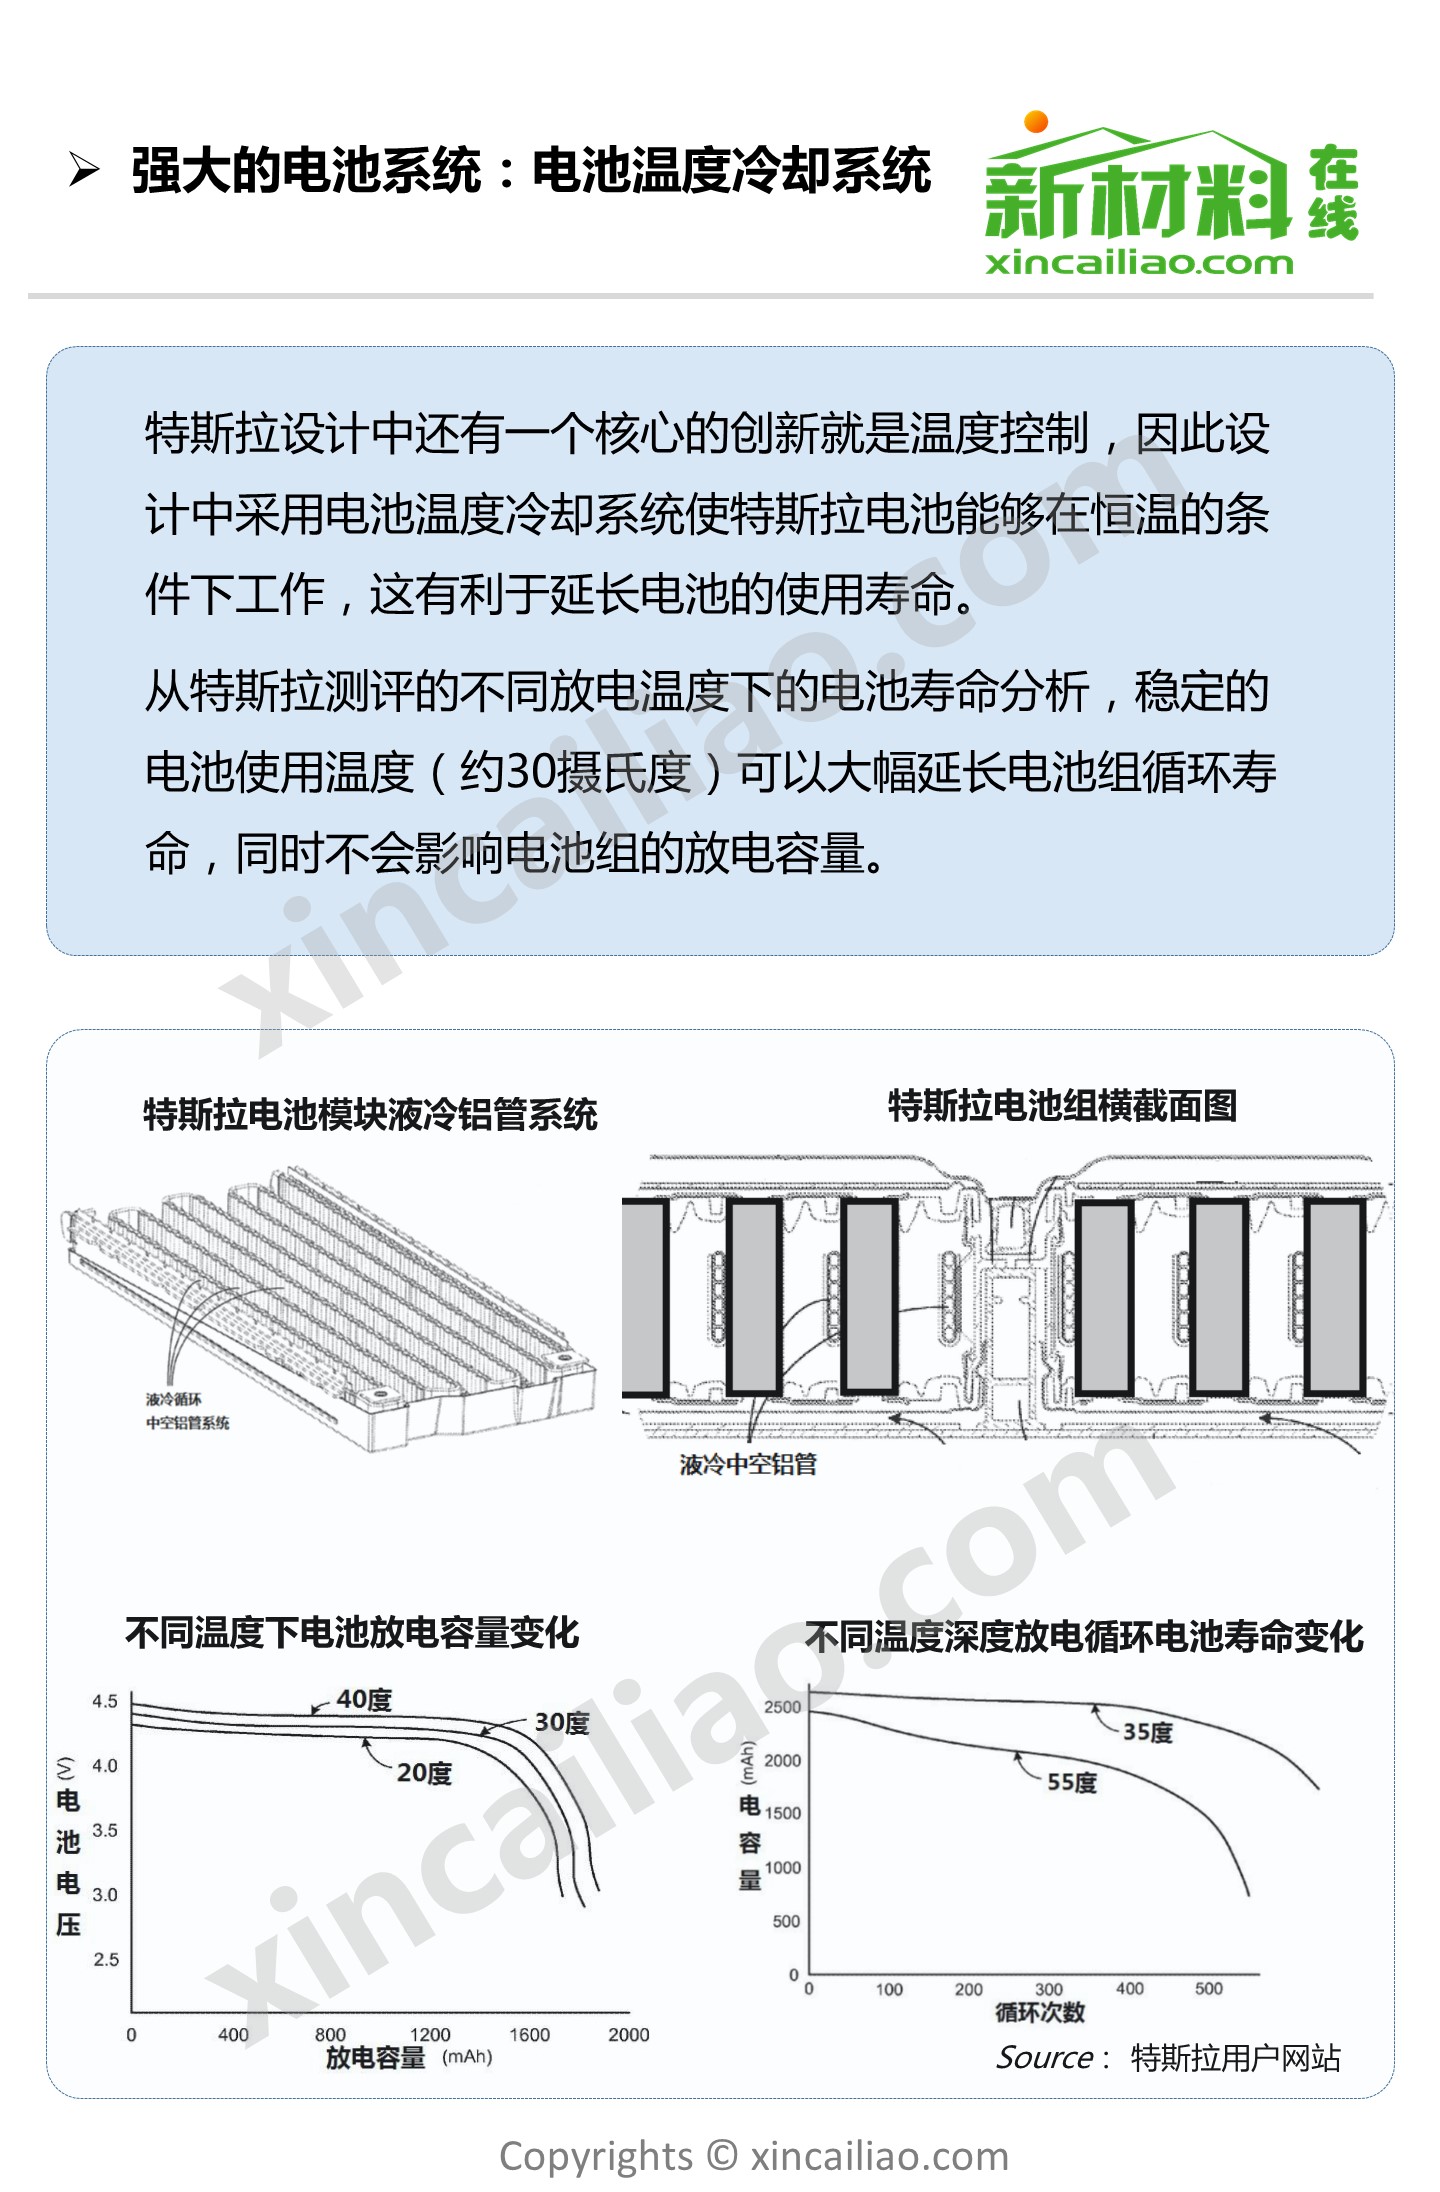 ➢ 强大的电池系统：电池温度冷却系统
新材料在线
xincailiao.com
特斯拉设计中还有一个核心的创新就是温度控制，因此设
计中采用电池温度冷却系统使特斯拉电池能够在恒温的条
件下工作，这有利于延长电池的使用寿命。
从特斯拉测评的不同放电温度下的电池寿命分析，稳定的
电池使用温度（约30摄氏度）可以大幅延长电池组循环寿
命，同时不会影响电池组的放电容量。
xincailiao.com
特斯拉电池模块液冷铝管系统
液冷循环
中空铝管系统
特斯拉电池组横截面图
液冷中空铝管
xincailiao.com
不同温度下电池放电容量变化
电池电压 (V)
4.5
4.0
3.5
3.0
2.5
40度
30度
20度
0 400 800 1200 1600 2000
放电容量 (mAh)
不同温度深度放电循环电池寿命变化
电容量 (mAh)
2500
2000
1500
1000
500
0
35度
55度
0 100 200 300 400 500
循环次数
Source： 特斯拉用户网站
Copyrights © xincailiao.com